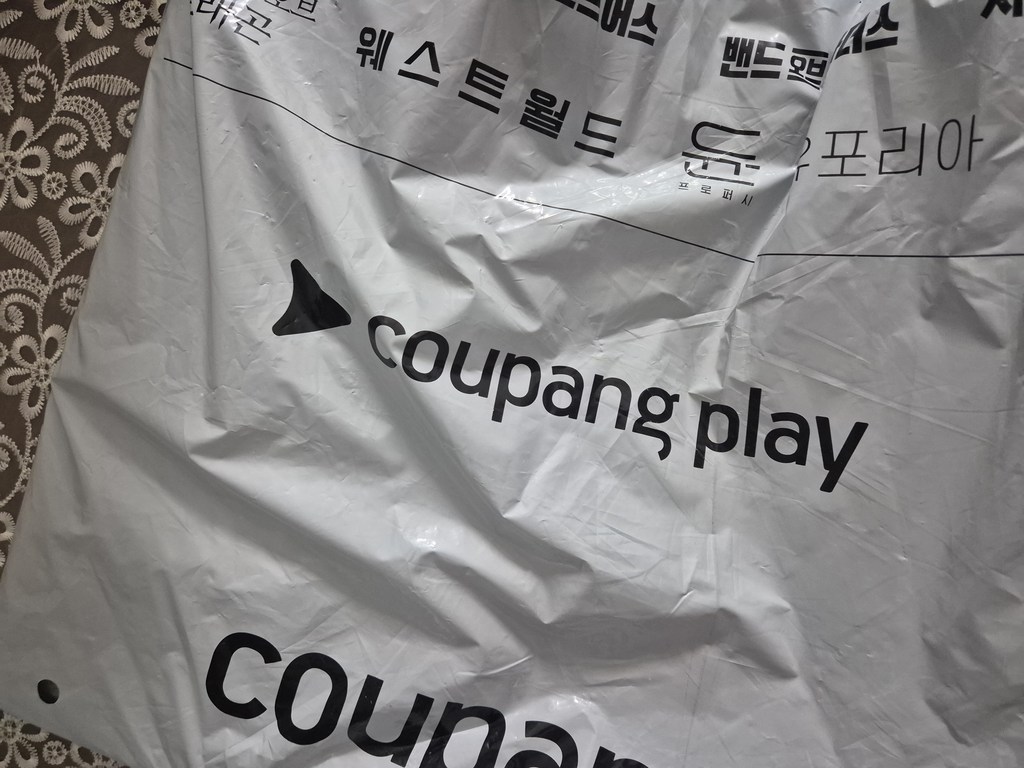 웨스트월드
밴드 오브
듄
프로퍼시
유포리아
coupang play
coupan